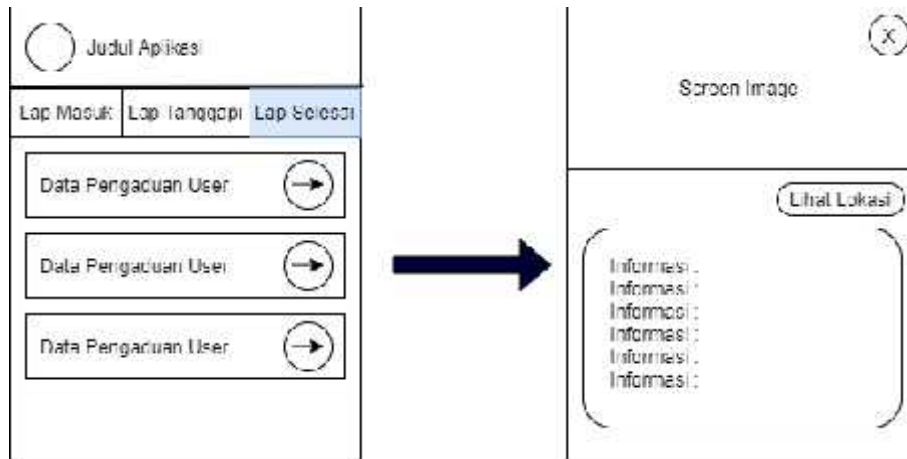 Judul Aplikasi
Lap Masuk Lap Tanggapi Lap Selesai
Data Pengaduan User
Data Pengaduan User
Data Pengaduan User
X
Screen Image
Lihat Lokasi
Informasi :
Informasi :
Informasi :
Informasi :
Informasi :
Informasi :